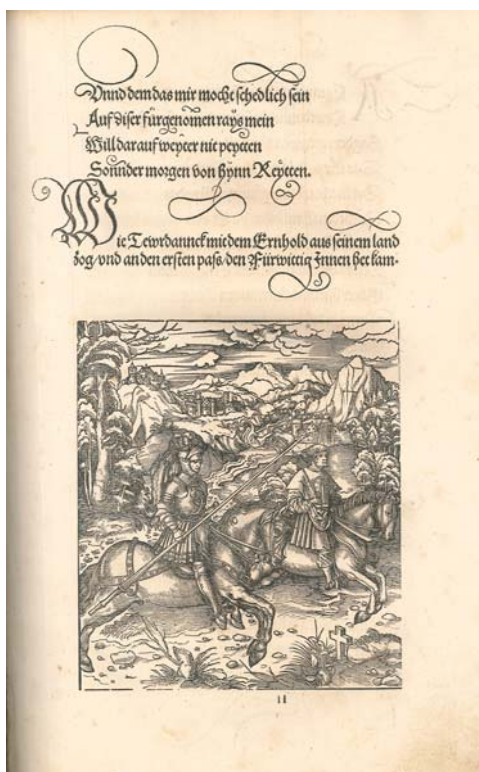 Vnnd dem das mir mocht schedlich sein
Auf diser fürgenomen rays mein
Will darauf weyter nit peytten
Sonnder morgen von hynn Reytten.
Wie Tewrdannck mit dem Ernhold aus seinem land
zog/vnd an den ersten pass/den Fürwittig Innen het kam.
11